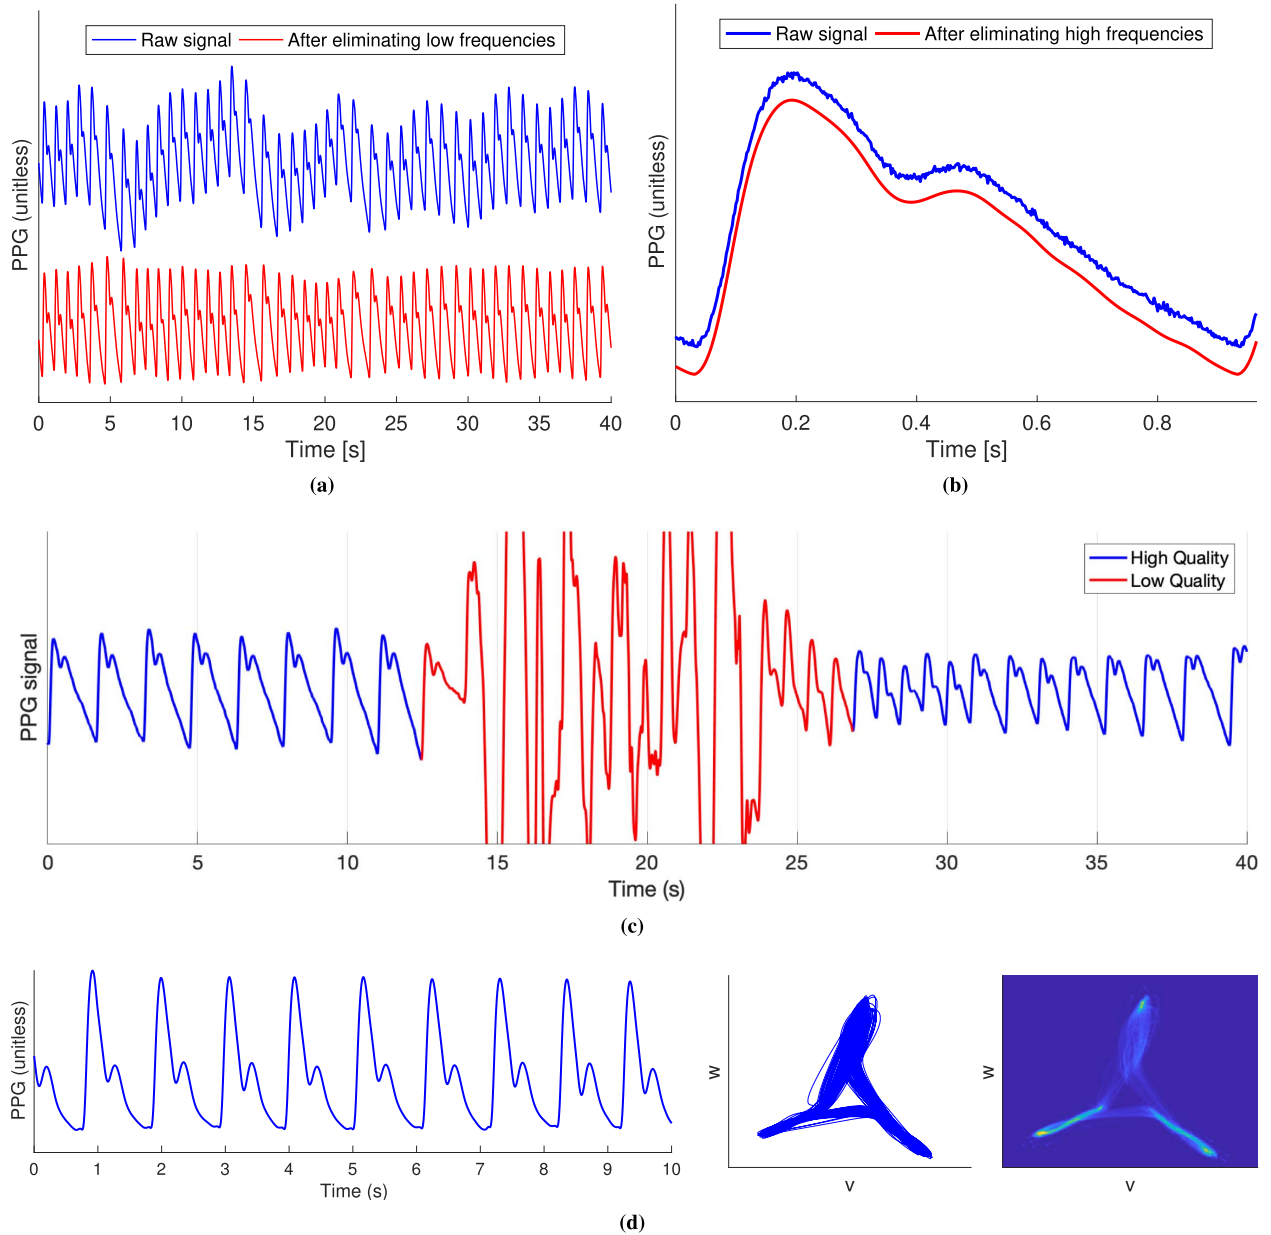 Raw signal After eliminating low frequencies
PPG (unitless)
0 5 10 15 20 25 30 35 40
Time [s]
(a)
Raw signal After eliminating high frequencies
PPG (unitless)
0 0.2 0.4 0.6 0.8
Time [s]
(b)
High Quality
Low Quality
PPG signal
0 5 10 15 20 25 30 35 40
Time (s)
(c)
PPG (unitless)
0 1 2 3 4 5 6 7 8 9 10
Time (s)
w
v
w
v
(d)